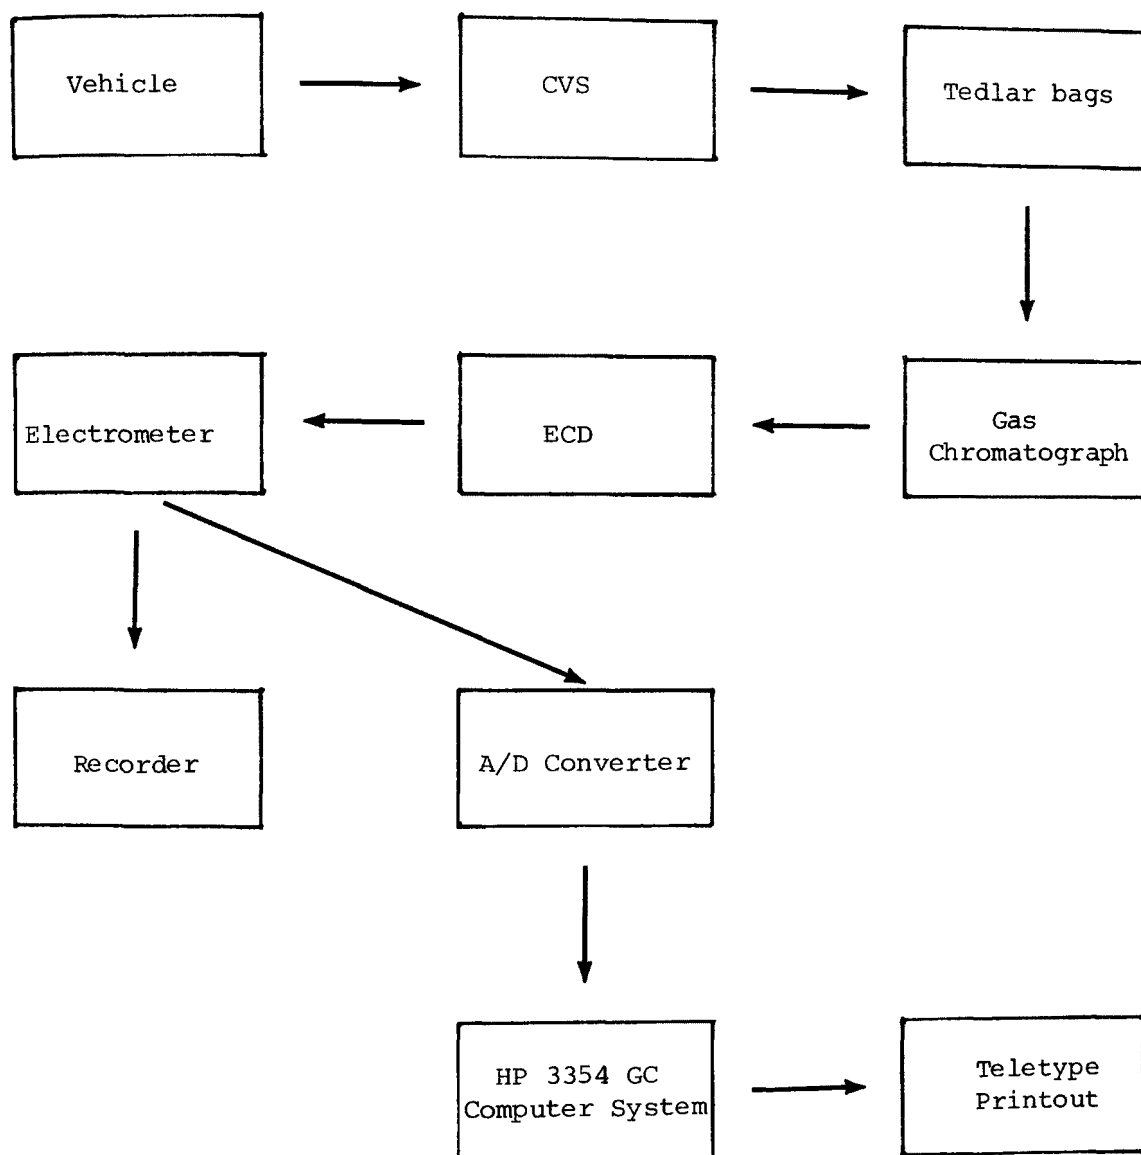 Vehicle
CVS
Tedlar bags
Electrometer
ECD
Gas
Chromatograph
Recorder
A/D Converter
HP 3354 GC
Computer System
Teletype
Printout